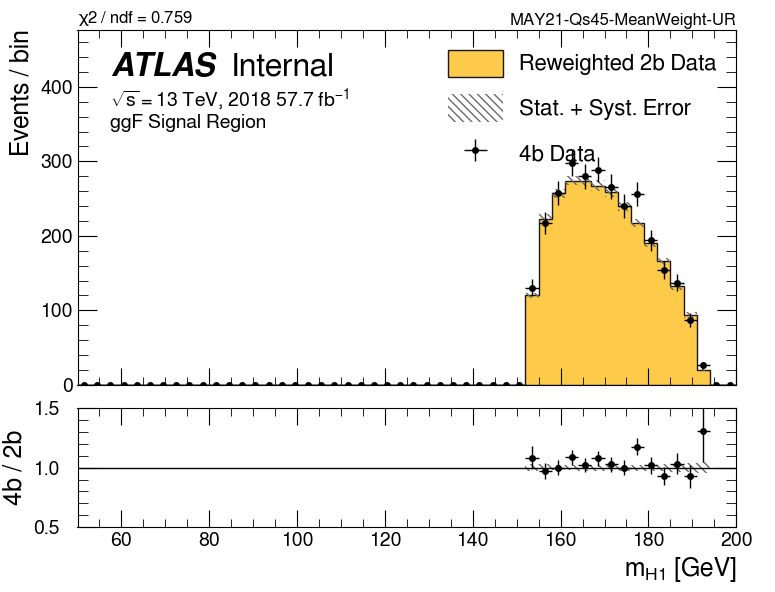 χ2 / ndf = 0.759
MAY21-Qs45-MeanWeight-UR
ATLAS Internal
√s = 13 TeV, 2018 57.7 fb⁻¹
ggF Signal Region
Reweighted 2b Data
Stat. + Syst. Error
4b Data
Events / bin
400
300
200
100
0
4b / 2b
1.5
1.0
0.5
60 80 100 120 140 160 180 200
mH1 [GeV]